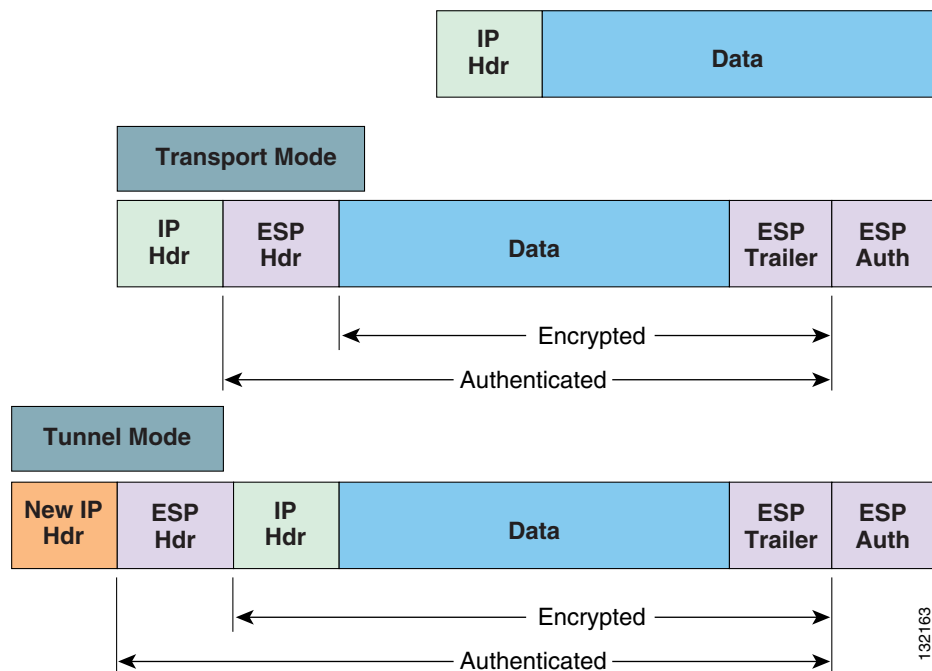 IP
Hdr
Data
Transport Mode
IP
Hdr
ESP
Hdr
Data
ESP
Trailer
ESP
Auth
Encrypted
Authenticated
Tunnel Mode
New IP
Hdr
ESP
Hdr
IP
Hdr
Data
ESP
Trailer
ESP
Auth
Encrypted
Authenticated
132163